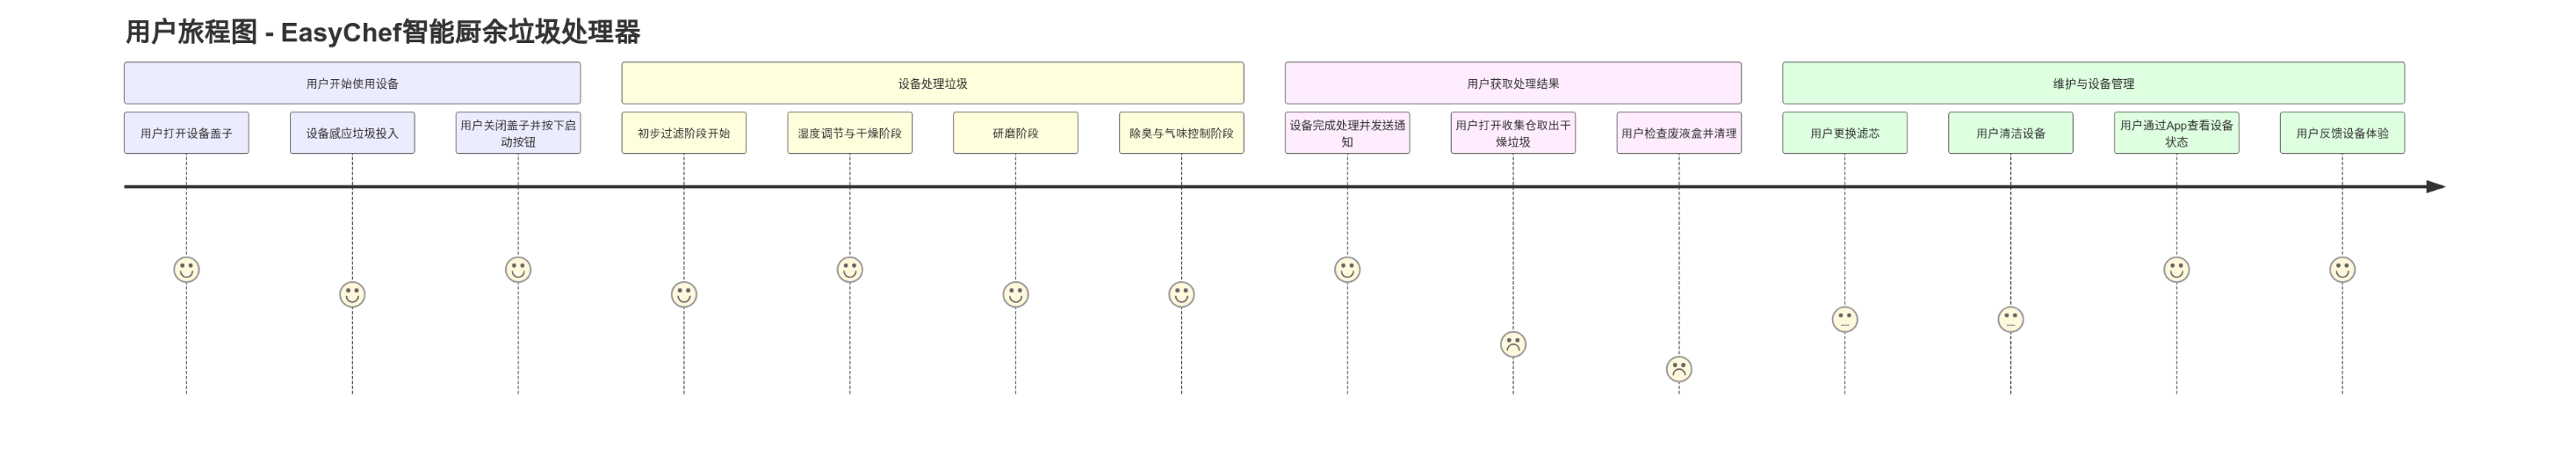 用户旅程图 - EasyChef智能厨余垃圾处理器
用户开始使用设备
设备处理垃圾
用户获取处理结果
维护与设备管理
用户打开设备盖子
设备感应垃圾投入
用户关闭盖子并按下启
动按钮
初步过滤阶段开始
湿度调节与干燥阶段
研磨阶段
除臭与气味控制阶段
设备完成处理并发送通
知
用户打开收集仓取出干
燥垃圾
用户检查废液盒并清理
用户更换滤芯
用户清洁设备
用户通过App查看设备
状态
用户反馈设备体验